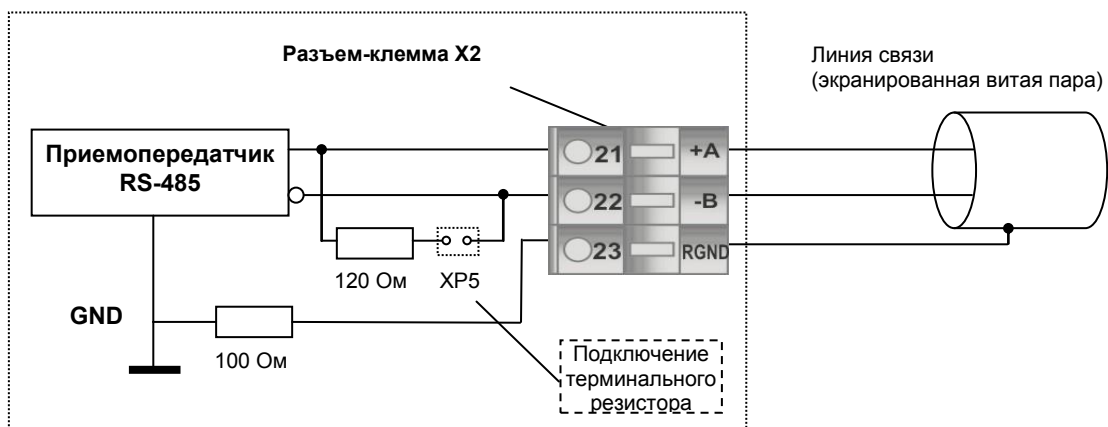 Разъем-клемма X2
Линия связи
(экранированная витая пара)
Приемопередатчик
RS-485
21 +A
22 -B
23 RGND
120 Ом
XP5
GND
100 Ом
Подключение
терминального
резистора